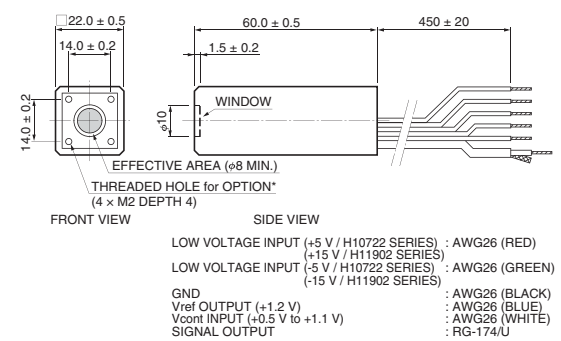 □22.0 ± 0.5
14.0 ± 0.2
14.0 ± 0.2
60.0 ± 0.5
450 ± 20
1.5 ± 0.2
φ10
WINDOW
EFFECTIVE AREA (φ8 MIN.)
THREADED HOLE for OPTION*
(4 × M2 DEPTH 4)
FRONT VIEW
SIDE VIEW
LOW VOLTAGE INPUT (+5 V / H10722 SERIES) : AWG26 (RED)
(+15 V / H11902 SERIES)
LOW VOLTAGE INPUT (-5 V / H10722 SERIES) : AWG26 (GREEN)
(-15 V / H11902 SERIES)
GND : AWG26 (BLACK)
Vref OUTPUT (+1.2 V) : AWG26 (BLUE)
Vcont INPUT (+0.5 V to +1.1 V) : AWG26 (WHITE)
SIGNAL OUTPUT : RG-174/U